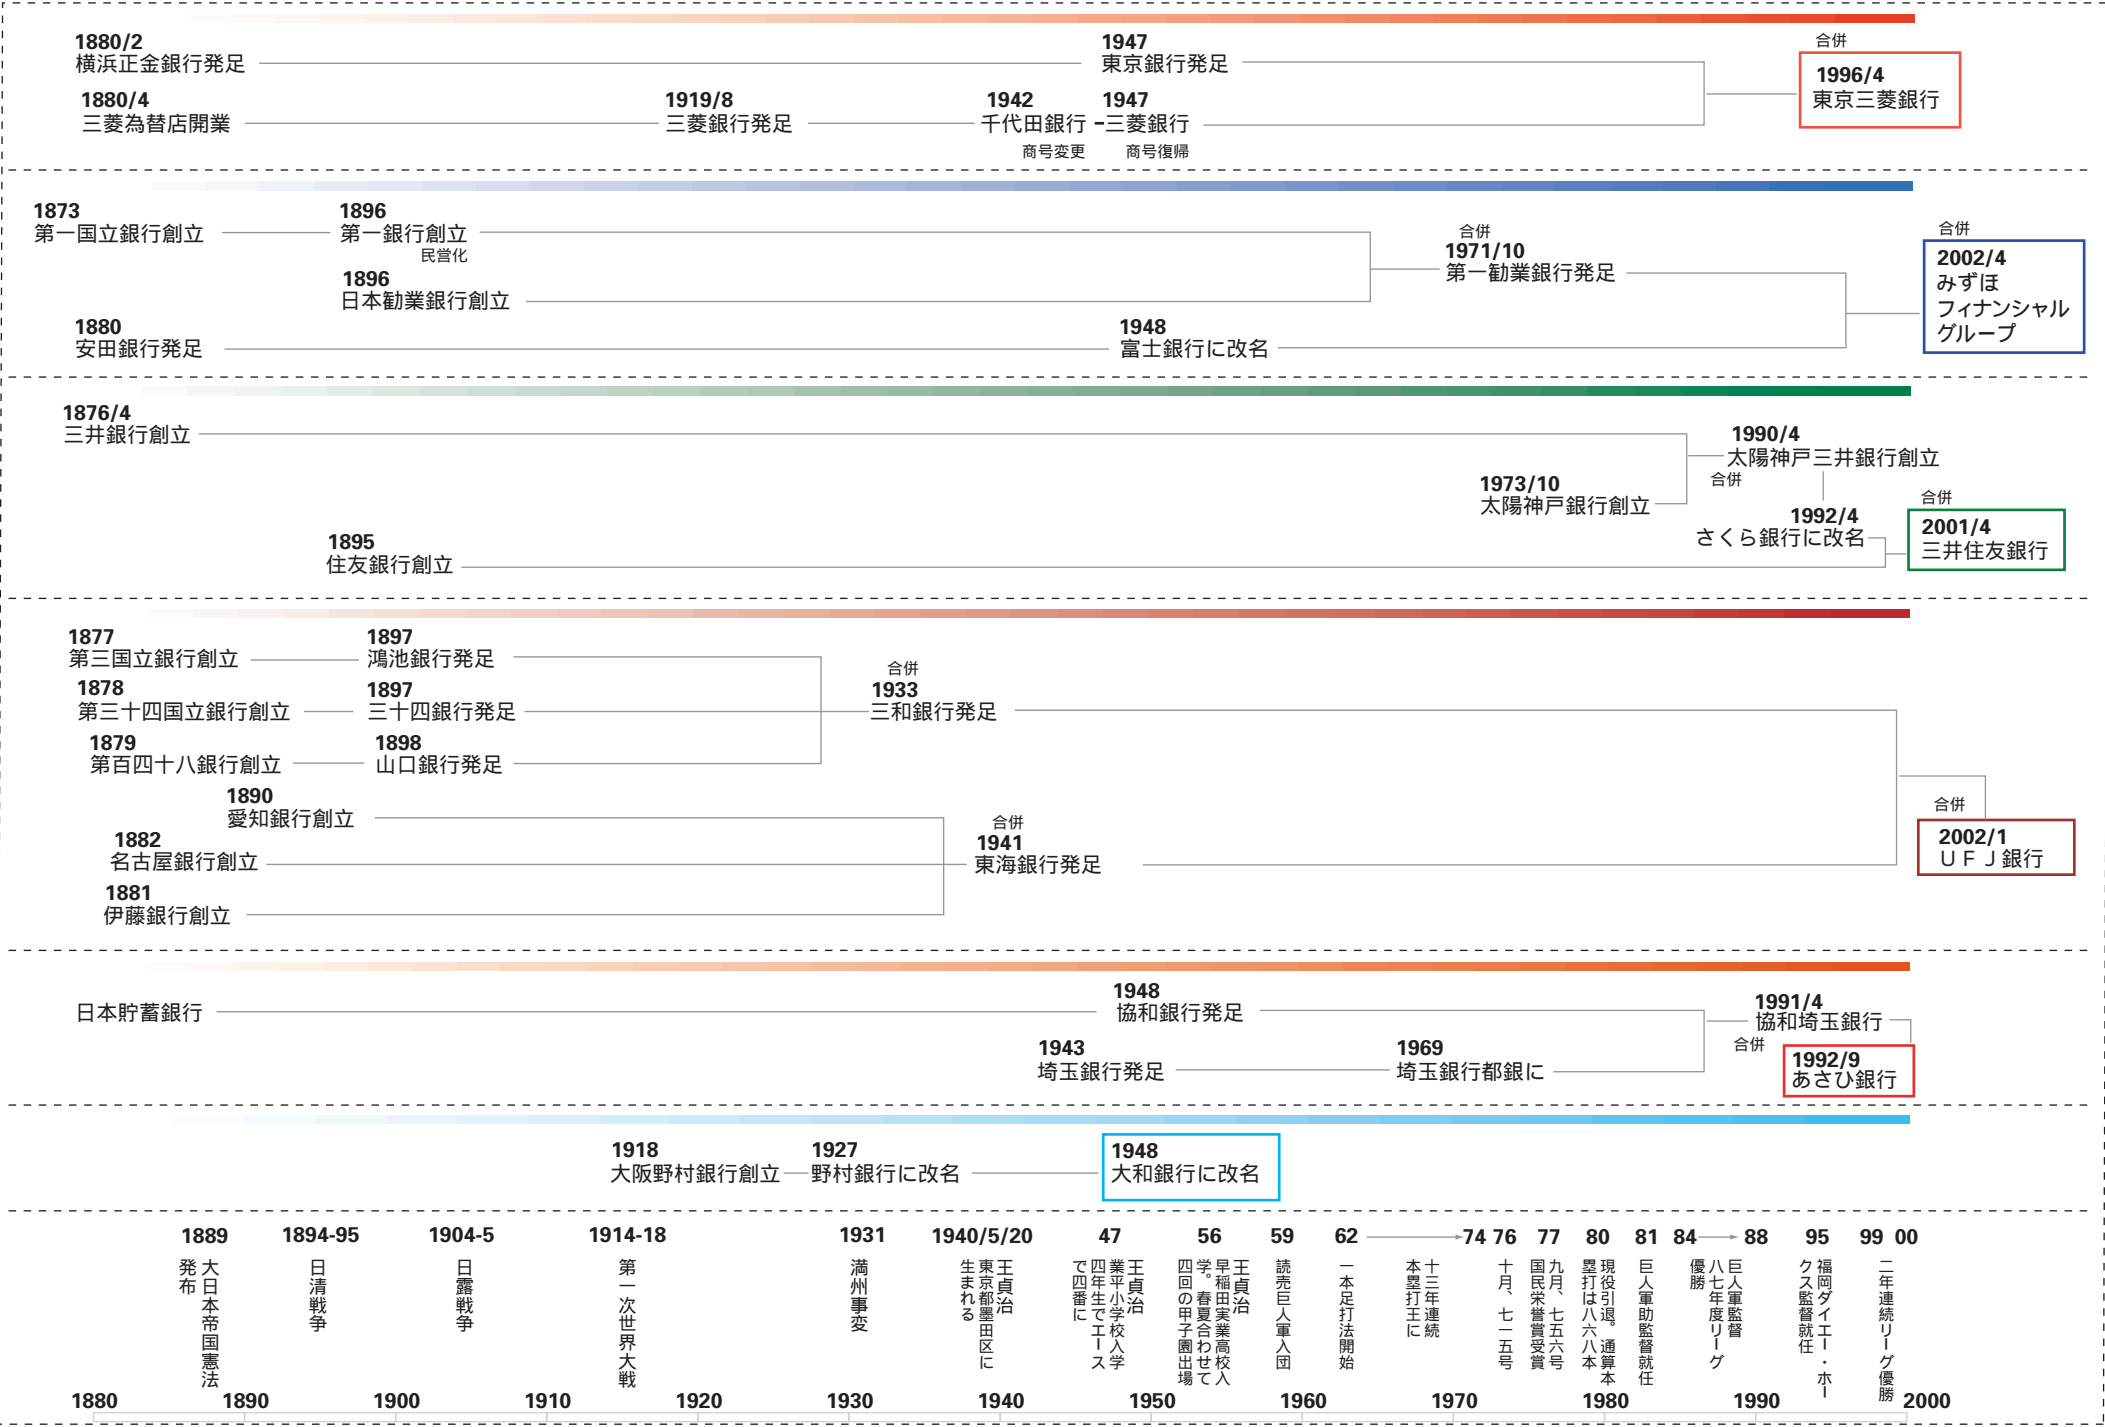 合併
1880/2
横浜正金銀行発足
1947
東京銀行発足
1996/4
東京三菱銀行
1880/4
三菱為替店開業
1919/8
三菱銀行発足
1942
千代田銀行
商号変更
1947
三菱銀行
商号復帰
1873
第一国立銀行創立
1896
第一銀行創立
民営化
1896
日本勧業銀行創立
合併
1971/10
第一勧業銀行発足
1880
安田銀行発足
1948
富士銀行に改名
合併
2002/4
みずほ
フィナンシャル
グループ
1876/4
三井銀行創立
1973/10
太陽神戸銀行創立
1990/4
太陽神戸三井銀行創立
合併
1992/4
さくら銀行に改名
1895
住友銀行創立
合併
2001/4
三井住友銀行
1877
第三国立銀行創立
1897
鴻池銀行発足
1878
第三十四国立銀行創立
1897
三十四銀行発足
1879
第百四十八銀行創立
1898
山口銀行発足
合併
1933
三和銀行発足
1890
愛知銀行創立
1882
名古屋銀行創立
1881
伊藤銀行創立
合併
1941
東海銀行発足
合併
2002/1
ＵＦＪ銀行
日本貯蓄銀行
1948
協和銀行発足
1943
埼玉銀行発足
1969
埼玉銀行都銀に
1991/4
協和埼玉銀行
合併
1992/9
あさひ銀行
1918
大阪野村銀行創立
1927
野村銀行に改名
1948
大和銀行に改名
1889
大日本帝国憲法
発布
1894-95
日清戦争
1904-5
日露戦争
1914-18
第一次世界大戦
1931
満州事変
1940/5/20
王貞治
東京都墨田区に
生まれる
47
王貞治
業平小学校入学
四年生でエース
で四番に
56
王貞治
早稲田実業高校入
学。春夏合わせて
四回の甲子園出場
59
読売巨人軍入団
62
一本足打法開始
74
十三年連続
本塁打王に
76
十月、七一五号
77
九月、七五六号
国民栄誉賞受賞
80
現役引退。通算本
塁打は八六八本
81
巨人軍助監督就任
84
88
巨人軍監督
八七年度リーグ
優勝
95
福岡ダイエー・ホー
クス監督就任
99 00
二年連続リーグ優勝
1880
1890
1900
1910
1920
1930
1940
1950
1960
1970
1980
1990
2000